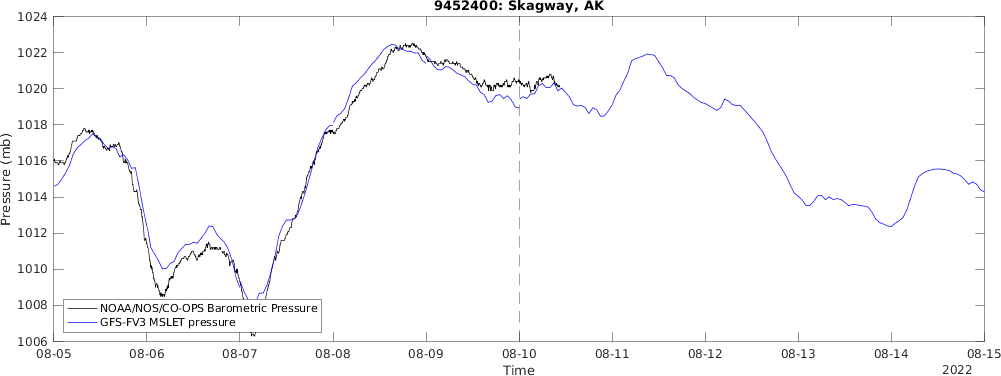 9452400: Skagway, AK
1024
1022
1020
1018
1016
1014
1012
1010
1008
1006
Pressure (mb)
NOAA/NOS/CO-OPS Barometric Pressure
GFS-FV3 MSLET pressure
08-05 08-06 08-07 08-08 08-09 08-10 08-11 08-12 08-13 08-14 08-15
Time
2022